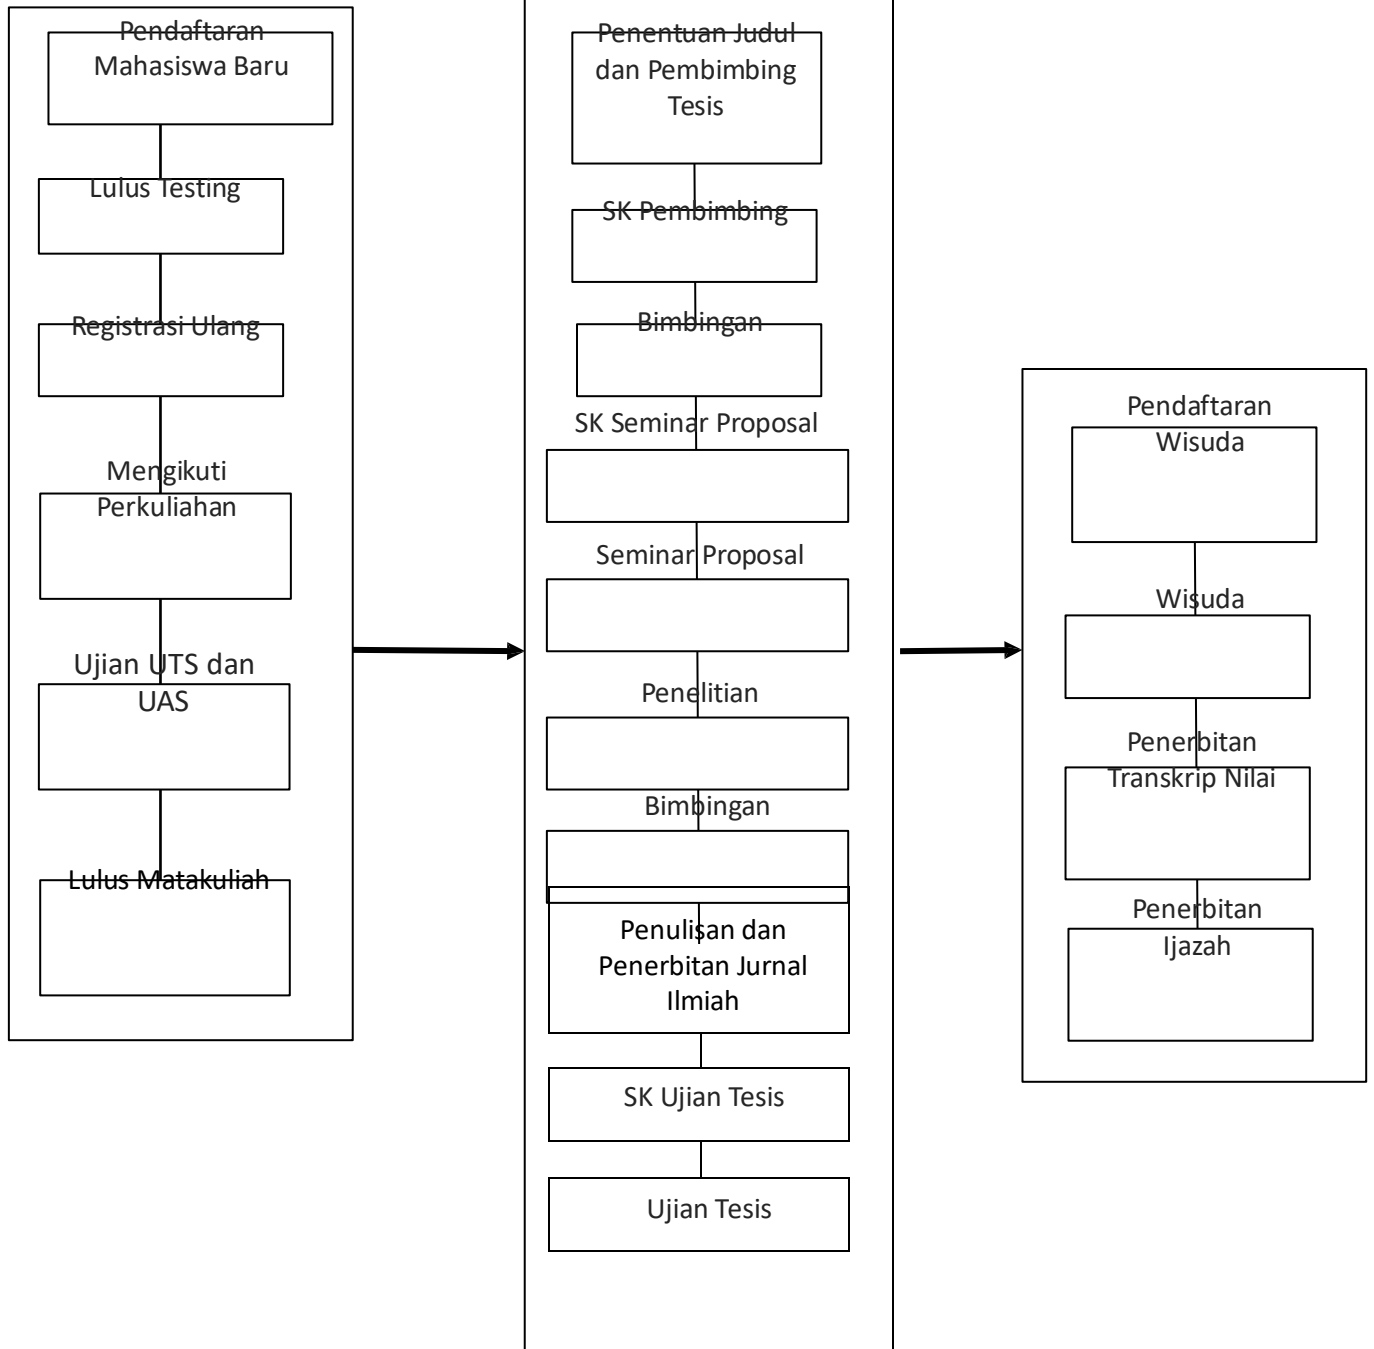 Pendaftaran
Mahasiswa Baru
Lulus Testing
Registrasi Ulang
Mengikuti
Perkuliahan
Ujian UTS dan
UAS
Lulus Matakuliah
Penentuan Judul
dan Pembimbing
Tesis
SK Pembimbing
Bimbingan
SK Seminar Proposal
Seminar Proposal
Penelitian
Bimbingan
Penulisan dan
Penerbitan Jurnal
Ilmiah
SK Ujian Tesis
Ujian Tesis
Pendaftaran
Wisuda
Wisuda
Penerbitan
Transkrip Nilai
Penerbitan
Ijazah